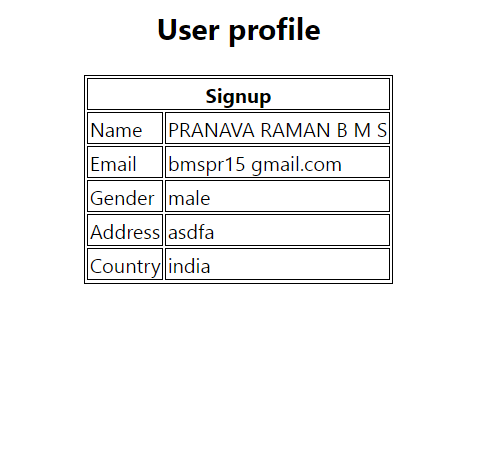 User profile
Signup
Name PRANAVA RAMAN B M S
Email bmspr15 gmail.com
Gender male
Address asdfa
Country india